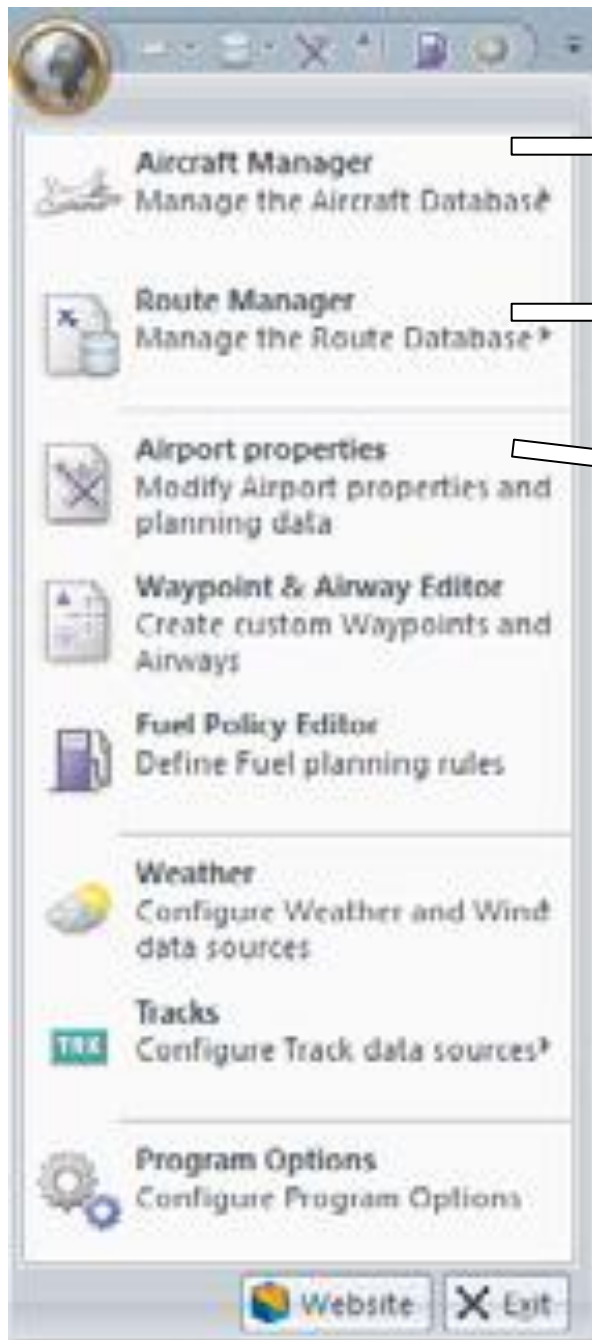 Aircraft Manager
Manage the Aircraft Database
Route Manager
Manage the Route Database
Airport properties
Modify Airport properties and
planning data
Waypoint & Airway Editor
Create custom Waypoints and
Airways
Fuel Policy Editor
Define Fuel planning rules
Weather
Configure Weather and Wind
data sources
Tracks
TRX
Configure Track data sources
Program Options
Configure Program Options
Website
Exit